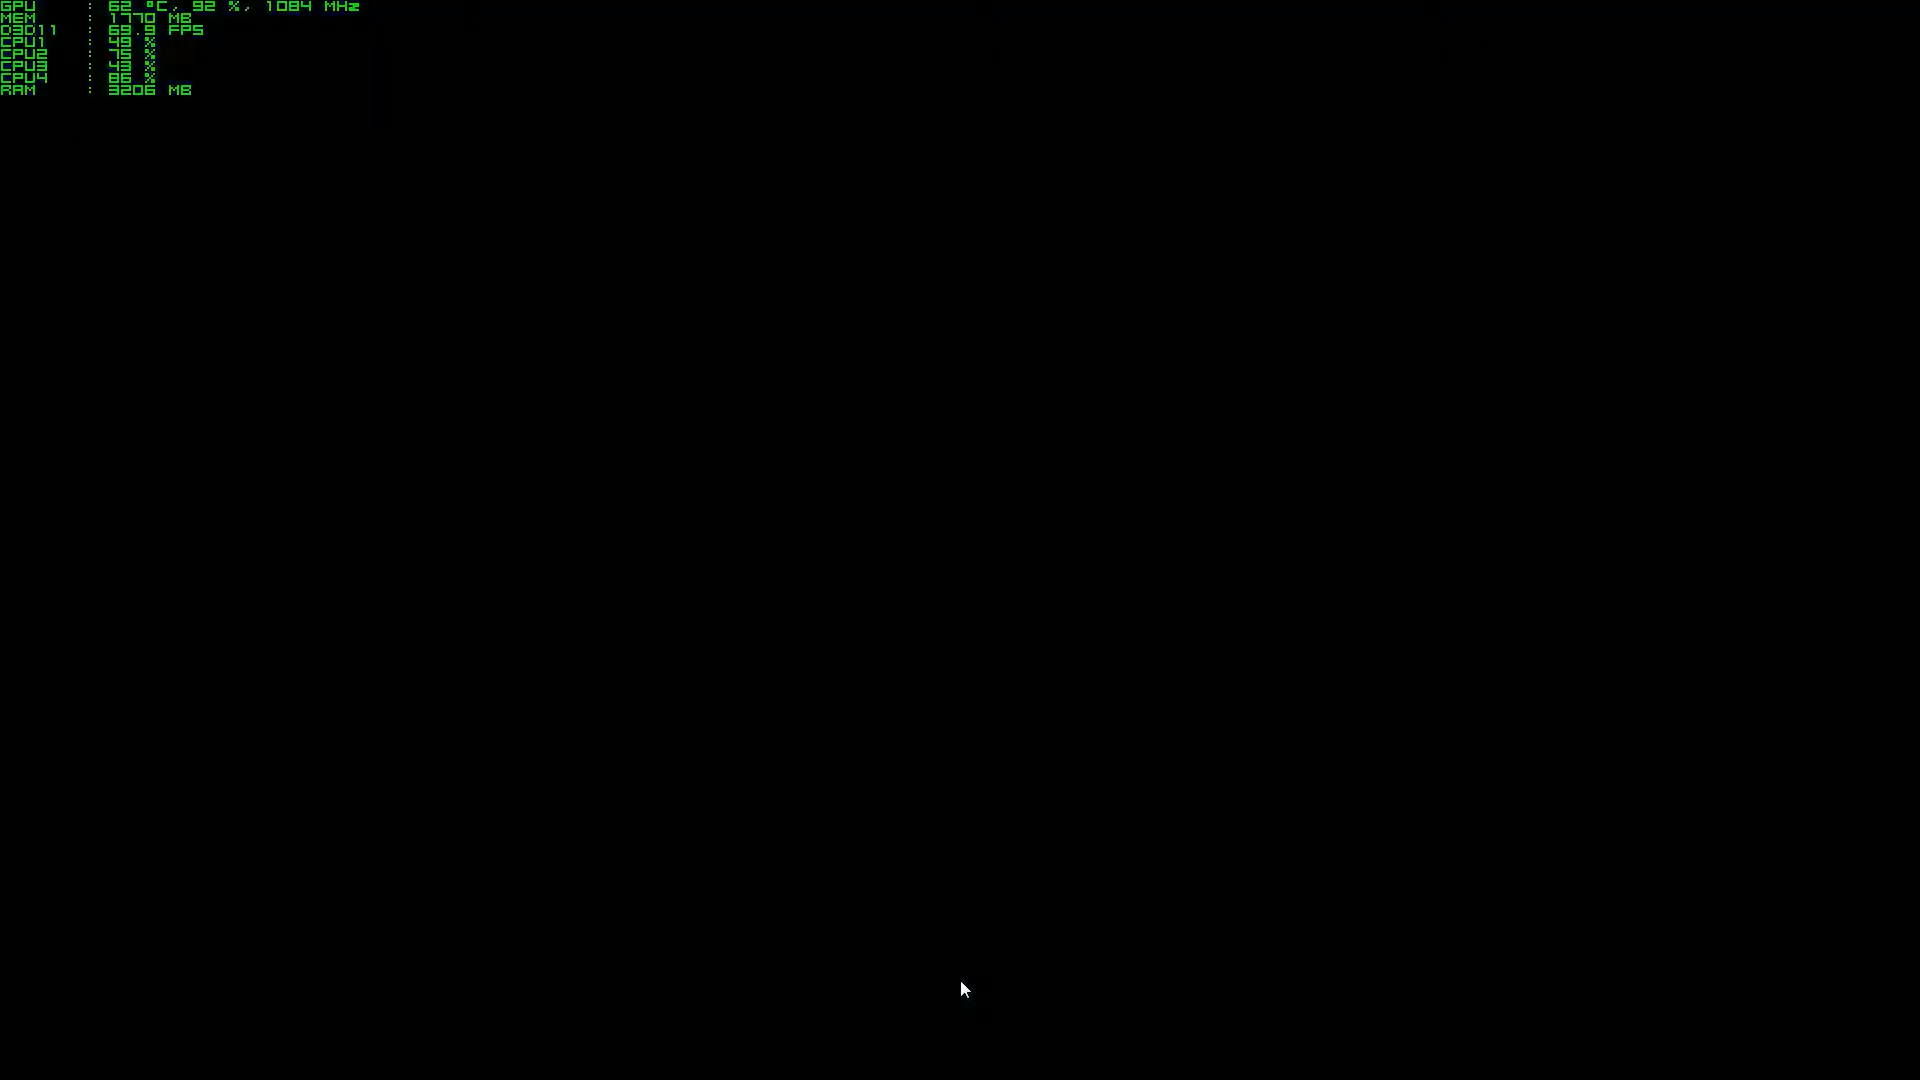 GPU : 62 °C, 92 %, 1084 MHz
MEM : 1770 MB
D3D11 : 69.9 FPS
CPU1 : 49 %
CPU2 : 75 %
CPU3 : 43 %
CPU4 : 86 %
RAM : 3206 MB